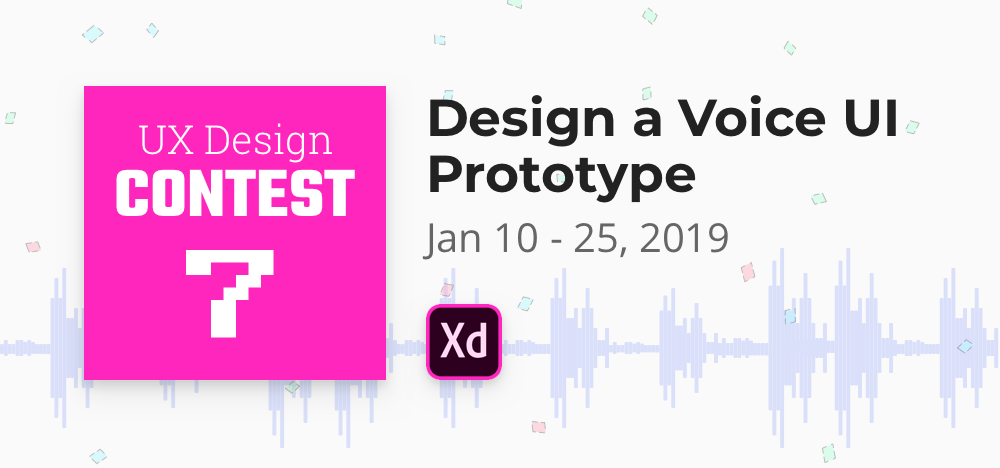 UX Design
CONTEST
7
Design a Voice UI
Prototype
Jan 10 - 25, 2019
Xd